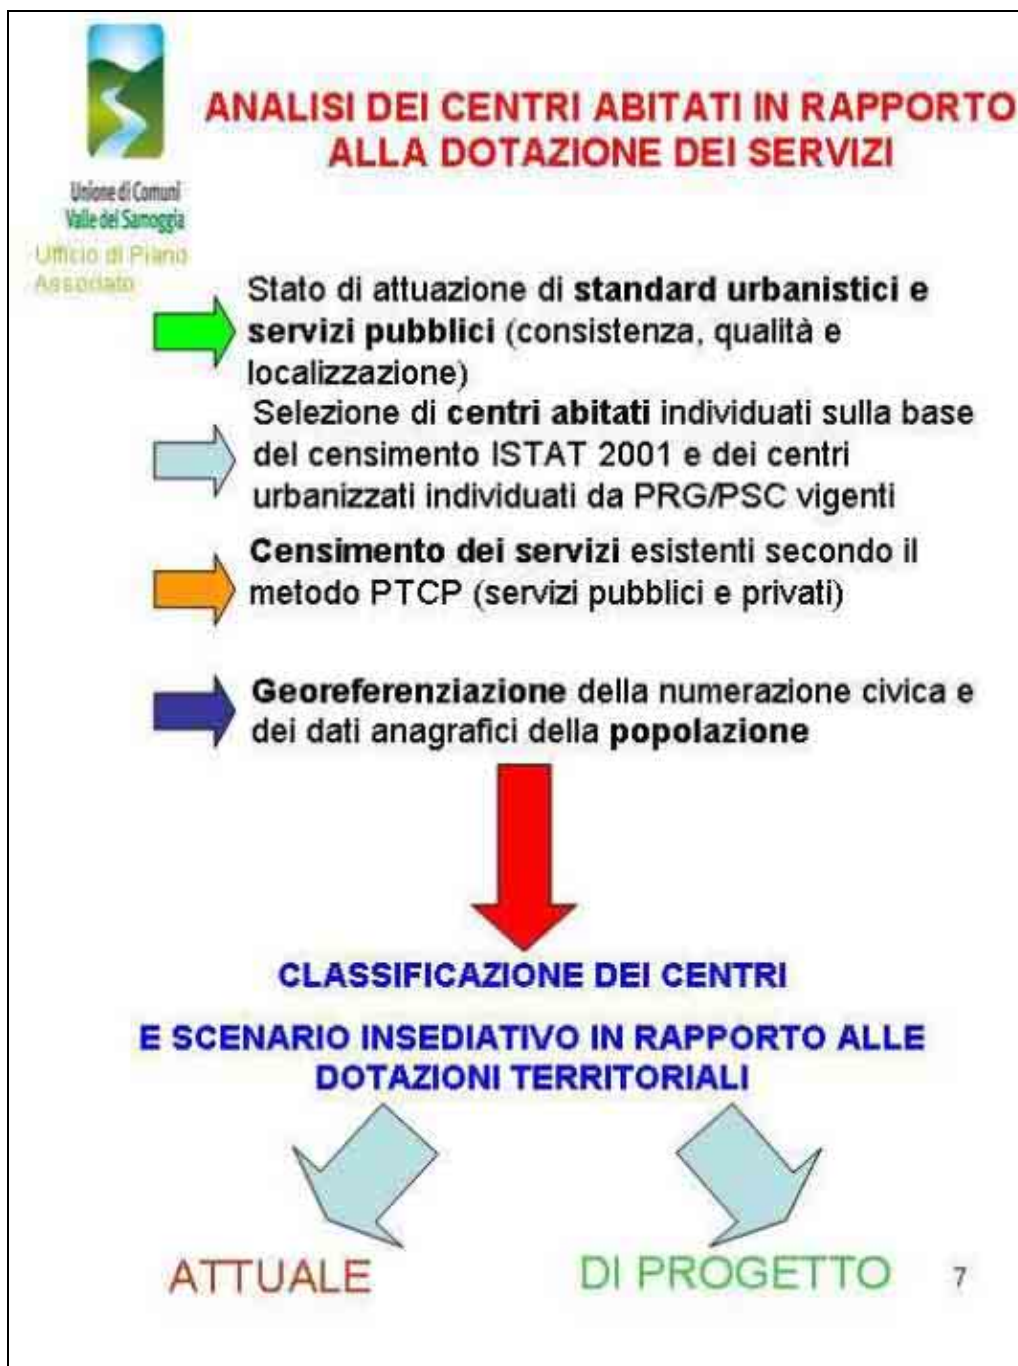 Unione di Comuni
Valle del Samoggia
Ufficio di Piano
Associato
ANALISI DEI CENTRI ABITATI IN RAPPORTO
ALLA DOTAZIONE DEI SERVIZI
Stato di attuazione di standard urbanistici e
servizi pubblici (consistenza, qualità e
localizzazione)
Selezione di centri abitati individuati sulla base
del censimento ISTAT 2001 e dei centri
urbanizzati individuati da PRG/PSC vigenti
Censimento dei servizi esistenti secondo il
metodo PTCP (servizi pubblici e privati)
Georeferenziazione della numerazione civica e
dei dati anagrafici della popolazione
CLASSIFICAZIONE DEI CENTRI
E SCENARIO INSEDIATIVO IN RAPPORTO ALLE
DOTAZIONI TERRITORIALI
ATTUALE
DI PROGETTO
7